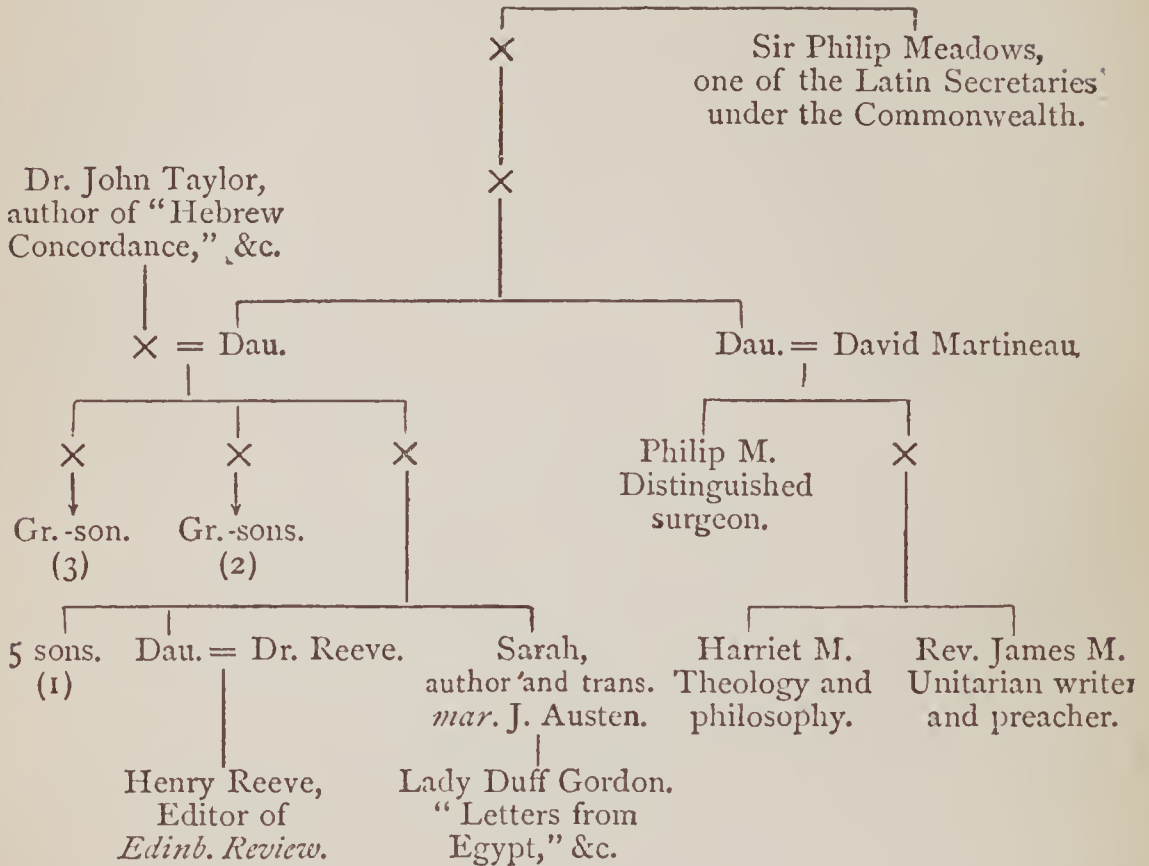 Sir Philip Meadows,
one of the Latin Secretaries
under the Commonwealth.
Dr. John Taylor,
author of "Hebrew
Concordance," &c.
× = Dau.
Dau. = David Martineau
Philip M.
Distinguished
surgeon.
Gr.-son.
(3)
Gr.-sons.
(2)
5 sons.
(1)
Dau. = Dr. Reeve.
Sarah,
author and trans.
mar. J. Austen.
Harriet M.
Theology and
philosophy.
Rev. James M.
Unitarian writer
and preacher.
Henry Reeve,
Editor of
Edinb. Review.
Lady Duff Gordon.
"Letters from
Egypt," &c.